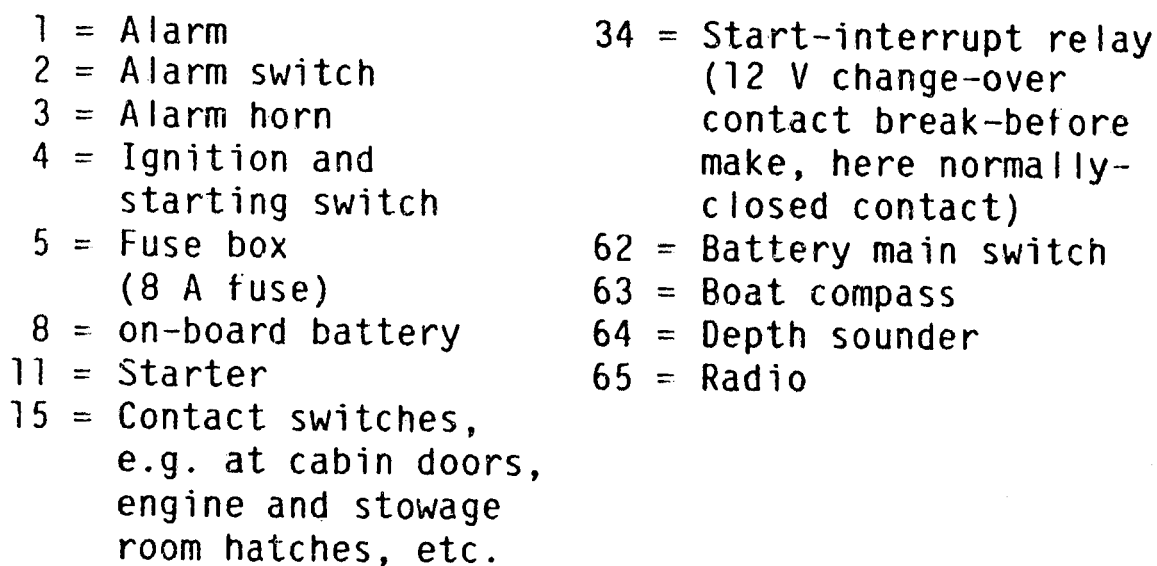 1 = Alarm
2 = Alarm switch
3 = Alarm horn
4 = Ignition and
starting switch
5 = Fuse box
(8 A fuse)
8 = on-board battery
11 = Starter
15 = Contact switches,
e.g. at cabin doors,
engine and stowage
room hatches, etc.
34 = Start-interrupt relay
(12 V change-over
contact break-before
make, here normally-
closed contact)
62 = Battery main switch
63 = Boat compass
64 = Depth sounder
65 = Radio